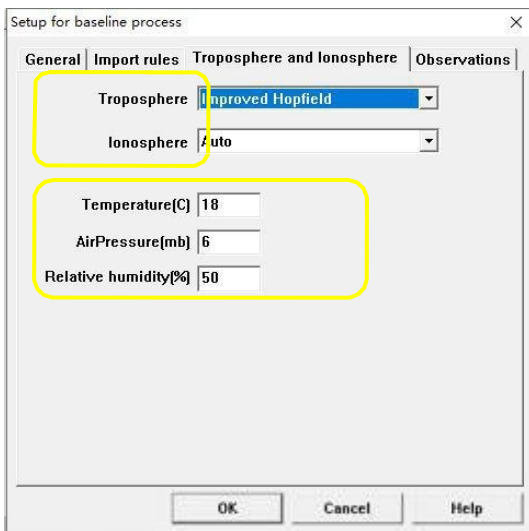 Setup for baseline process
General Import rules Troposphere and Ionosphere Observations
Troposphere Improved Hopfield
Ionosphere Auto
Temperature(C) 18
AirPressure(mb) 6
Relative humidity(%) 50
OK Cancel Help